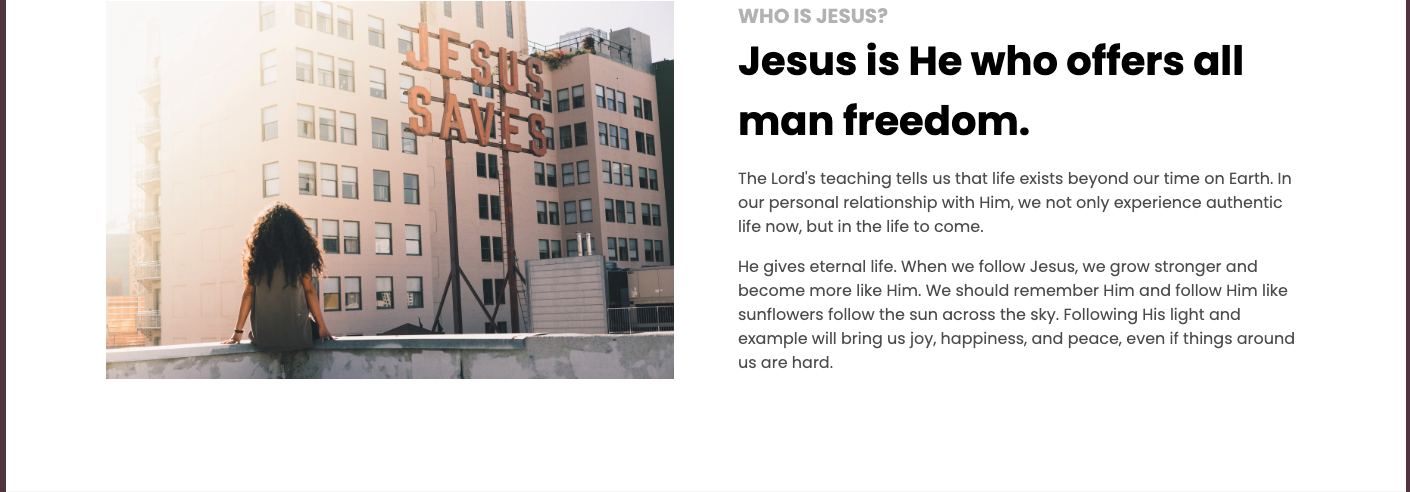 JESUS
SAVES
WHO IS JESUS?
Jesus is He who offers all
man freedom.
The Lord's teaching tells us that life exists beyond our time on Earth. In
our personal relationship with Him, we not only experience authentic
life now, but in the life to come.
He gives eternal life. When we follow Jesus, we grow stronger and
become more like Him. We should remember Him and follow Him like
sunflowers follow the sun across the sky. Following His light and
example will bring us joy, happiness, and peace, even if things around
us are hard.